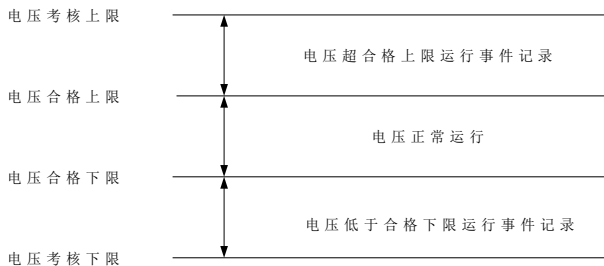 电压考核上限
电压超合格上限运行事件记录
电压合格上限
电压正常运行
电压合格下限
电压低于合格下限运行事件记录
电压考核下限